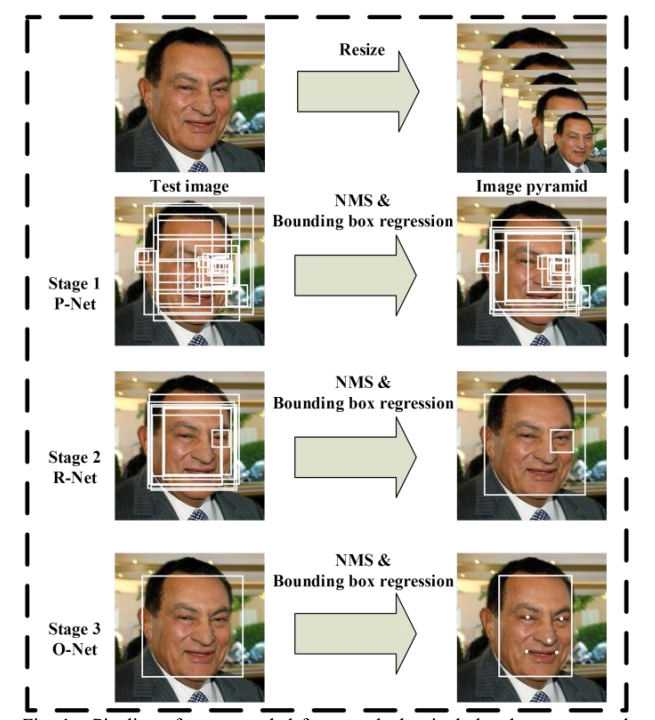 Resize
Test image
Image pyramid
NMS &
Bounding box regression
Stage 1
P-Net
NMS &
Bounding box regression
Stage 2
R-Net
NMS &
Bounding box regression
Stage 3
O-Net